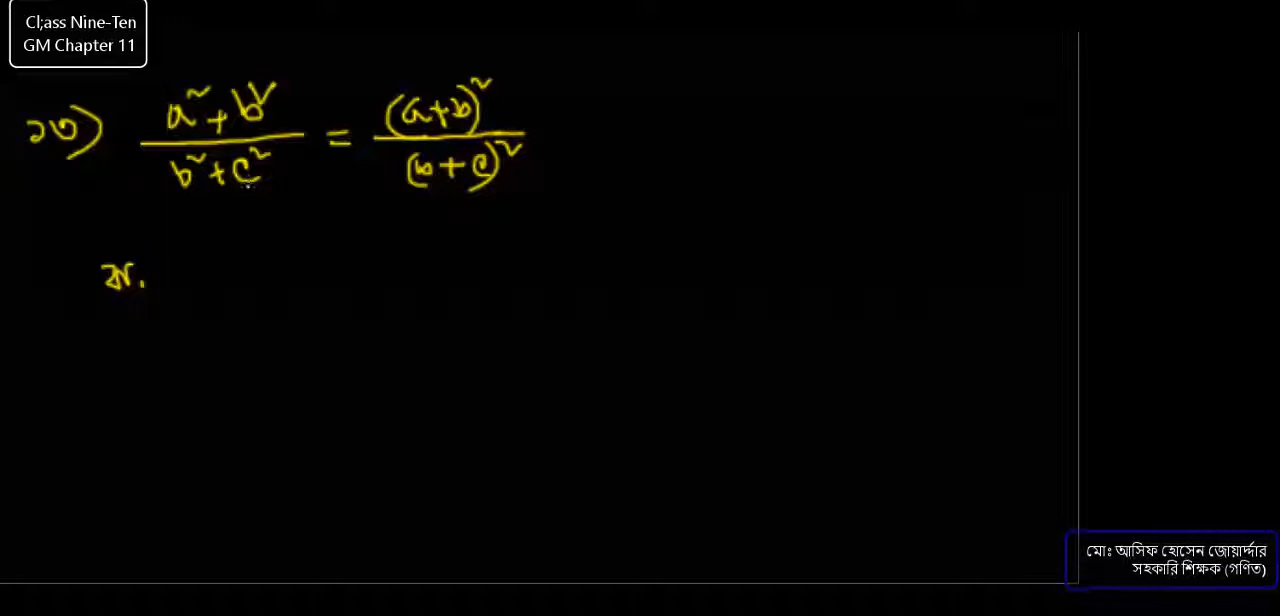 Cl;ass Nine-Ten
GM Chapter 11
১৩) (a² + b²)/(b² + c²) = (a+b)²/(b+c)²
ক.
মোঃ আসিফ হোসেন জোয়ার্দ্দার
সহকারি শিক্ষক (গণিত)